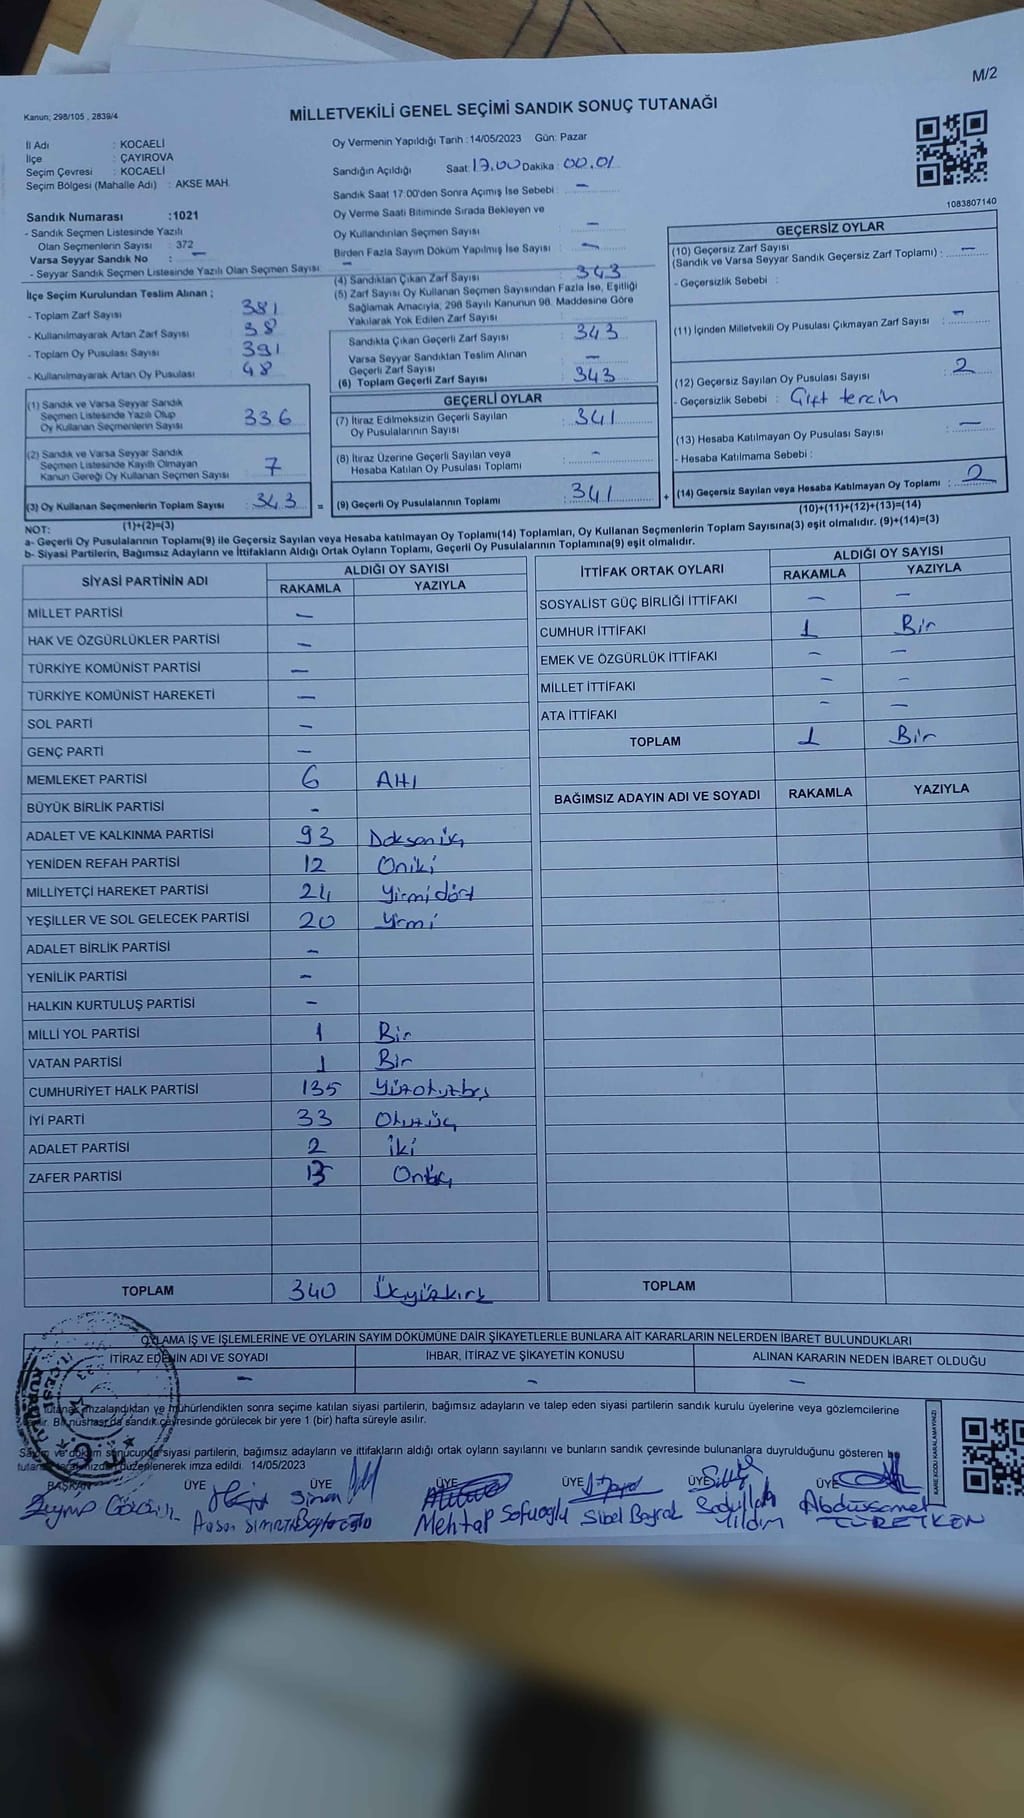 M/2
Kanun, 298/105 , 2839/4
MİLLETVEKİLİ GENEL SEÇİMİ SANDIK SONUÇ TUTANAĞI
İl Adı : KOCAELİ
İlçe : ÇAYIROVA
Seçim Çevresi : KOCAELİ
Seçim Bölgesi (Mahalle Adı) : AKSE MAH.
Sandık Numarası :1021
- Sandık Seçmen Listesinde Yazılı
Olan Seçmenlerin Sayısı : 372
Varsa Seyyar Sandık No : —
- Seyyar Sandık Seçmen Listesinde Yazılı Olan Seçmen Sayısı: —
Oy Vermenin Yapıldığı Tarih :14/05/2023 Gün: Pazar
Sandığın Açıldığı Saat 17.00 Dakika : 00.01
Sandık Saat 17:00'den Sonra Açımış İse Sebebi : —
Oy Verme Saati Bitiminde Sırada Bekleyen ve
Oy Kullandırılan Seçmen Sayısı —
Birden Fazla Sayım Döküm Yapılmış İse Sayısı : —
1083807140
İlçe Seçim Kurulundan Teslim Alınan ;
- Toplam Zarf Sayısı 381
- Kullanılmayarak Artan Zarf Sayısı 38
- Toplam Oy Pusulası Sayısı 391
- Kullanılmayarak Artan Oy Pusulası 48
(1) Sandık ve Varsa Seyyar Sandık
Seçmen Listesinde Yazılı Olup
Oy Kullanan Seçmenlerin Sayısı 336
(2) Sandık ve Varsa Seyyar Sandık
Seçmen Listesinde Kayıtlı Olmayan
Kanun Gereği Oy Kullanan Seçmen Sayısı 7
(3) Oy Kullanan Seçmenlerin Toplam Sayısı : 343 =
(1)+(2)=(3)
(4) Sandıktan Çıkan Zarf Sayısı : 343
(5) Zarf Sayısı Oy Kullanan Seçmen Sayısından Fazla İse, Eşitliği
Sağlamak Amacıyla, 298 Sayılı Kanunun 98. Maddesine Göre
Yakılarak Yok Edilen Zarf Sayısı
Sandıkta Çıkan Geçerli Zarf Sayısı : 343
Varsa Seyyar Sandıktan Teslim Alınan
Geçerli Zarf Sayısı : —
(6) Toplam Geçerli Zarf Sayısı : 343
GEÇERLİ OYLAR
(7) İtiraz Edilmeksizin Geçerli Sayılan
Oy Pusulalarının Sayısı : 341
(8) İtiraz Üzerine Geçerli Sayılan veya
Hesaba Katılan Oy Pusulası Toplamı : —
(9) Geçerli Oy Pusulalarının Toplamı : 341 +
GEÇERSİZ OYLAR
(10) Geçersiz Zarf Sayısı
(Sandık ve Varsa Seyyar Sandık Geçersiz Zarf Toplamı) : —
- Geçersizlik Sebebi :
(11) İçinden Milletvekili Oy Pusulası Çıkmayan Zarf Sayısı : —
(12) Geçersiz Sayılan Oy Pusulası Sayısı : 2
- Geçersizlik Sebebi : Çift tercih
(13) Hesaba Katılmayan Oy Pusulası Sayısı : —
- Hesaba Katılmama Sebebi :
(14) Geçersiz Sayılan veya Hesaba Katılmayan Oy Toplamı : 2
(10)+(11)+(12)+(13)=(14)
NOT:
a- Geçerli Oy Pusulalarının Toplamı(9) ile Geçersiz Sayılan veya Hesaba katılmayan Oy Toplamı(14) Toplamları, Oy Kullanan Seçmenlerin Toplam Sayısına(3) eşit olmalıdır. (9)+(14)=(3)
b- Siyasi Partilerin, Bağımsız Adayların ve İttifakların Aldığı Ortak Oyların Toplamı, Geçerli Oy Pusulalarının Toplamına(9) eşit olmalıdır.
SİYASİ PARTİNİN ADI ALDIĞI OY SAYISI
RAKAMLA YAZIYLA
MİLLET PARTİSİ —
HAK VE ÖZGÜRLÜKLER PARTİSİ —
TÜRKİYE KOMÜNİST PARTİSİ —
TÜRKİYE KOMÜNİST HAREKETİ —
SOL PARTİ —
GENÇ PARTİ —
MEMLEKET PARTİSİ 6 Altı
BÜYÜK BİRLİK PARTİSİ -
ADALET VE KALKINMA PARTİSİ 93 Doksanüç
YENİDEN REFAH PARTİSİ 12 Oniki
MİLLİYETÇİ HAREKET PARTİSİ 24 Yirmidört
YEŞİLLER VE SOL GELECEK PARTİSİ 20 Yirmi
ADALET BİRLİK PARTİSİ —
YENİLİK PARTİSİ —
HALKIN KURTULUŞ PARTİSİ —
MİLLİ YOL PARTİSİ 1 Bir
VATAN PARTİSİ 1 Bir
CUMHURİYET HALK PARTİSİ 135 Yüzotuzbeş
İYİ PARTİ 33 Otuzüç
ADALET PARTİSİ 2 İki
ZAFER PARTİSİ 13 Onüç
TOPLAM 340 Üçyüzkırk
İTTİFAK ORTAK OYLARI ALDIĞI OY SAYISI
RAKAMLA YAZIYLA
SOSYALİST GÜÇ BİRLİĞİ İTTİFAKI — —
CUMHUR İTTİFAKI 1 Bir
EMEK VE ÖZGÜRLÜK İTTİFAKI — —
MİLLET İTTİFAKI — —
ATA İTTİFAKI — —
TOPLAM 1 Bir
BAĞIMSIZ ADAYIN ADI VE SOYADI RAKAMLA YAZIYLA
TOPLAM
OYLAMA İŞ VE İŞLEMLERİNE VE OYLARIN SAYIM DÖKÜMÜNE DAİR ŞİKAYETLERLE BUNLARA AİT KARARLARIN NELERDEN İBARET BULUNDUKLARI
İTİRAZ EDENİN ADI VE SOYADI İHBAR, İTİRAZ VE ŞİKAYETİN KONUSU ALINAN KARARIN NEDEN İBARET OLDUĞU
— — —
imzalandıktan ve mühürlendikten sonra seçime katılan siyasi partilerin, bağımsız adayların ve talep eden siyasi partilerin sandık kurulu üyelerine veya gözlemcilerine
Bir nüshası da sandık çevresinde görülecek bir yere 1 (bir) hafta süreyle asılır.
Sayım ve döküm sonucunda siyasi partilerin, bağımsız adayların ve ittifakların aldığı ortak oyların sayılarını ve bunların sandık çevresinde bulunanlara duyrulduğunu gösteren
düzenlenerek imza edildi. 14/05/2023
KARE KODU KARALAMAYINIZ
BAŞKAN ÜYE ÜYE ÜYE ÜYE ÜYE ÜYE
Zeynep Sinan Mehtap Sofuoğlu Sibel Bayrak Sadullah Yıldım Abdüssamet TÜRETKEN